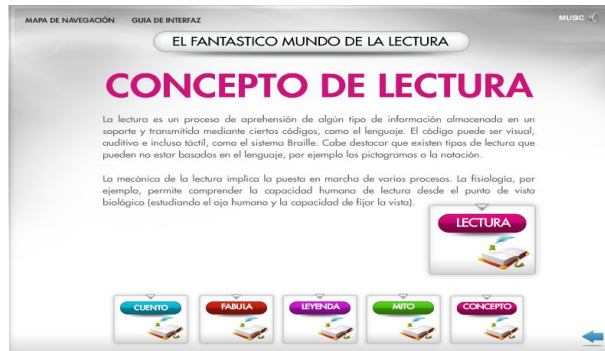 MAPA DE NAVEGACIÓN GUIA DE INTERFAZ MUSIC
EL FANTASTICO MUNDO DE LA LECTURA
CONCEPTO DE LECTURA
La lectura es un proceso de aprehensión de algún tipo de información almacenada en un
soporte y transmitida mediante ciertos códigos, como el lenguaje. El código puede ser visual,
auditivo e incluso táctil, como el sistema Braille. Cabe destacar que existen tipos de lectura que
pueden no estar basados en el lenguaje, por ejemplo los pictogramas o la notación.
La mecánica de la lectura implica la puesta en marcha de varios procesos. La fisiología, por
ejemplo, permite comprender la capacidad humana de lectura desde el punto de vista
biológico (estudiando el ojo humano y la capacidad de fijar la vista).
LECTURA
CUENTO FABULA LEYENDA MITO CONCEPTO